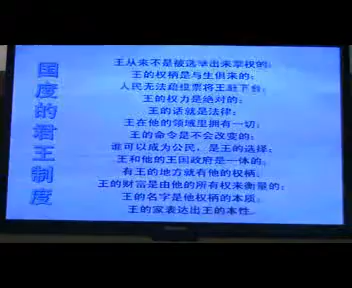 国度的君王制度
王从来不是被选举出来掌权的；
王的权柄是与生俱来的；
人民无法藉投票将王赶下台；
王的权力是绝对的；
王的话就是法律；
王在他的领域里拥有一切；
王的命令是不会改变的；
谁可以成为公民，是王的选择；
王和他的王国政府是一体的；
有王的地方就有他的权柄；
王的财富是由他的所有权来衡量的；
王的名字是他权柄的本质；
王的家表达出王的本性。